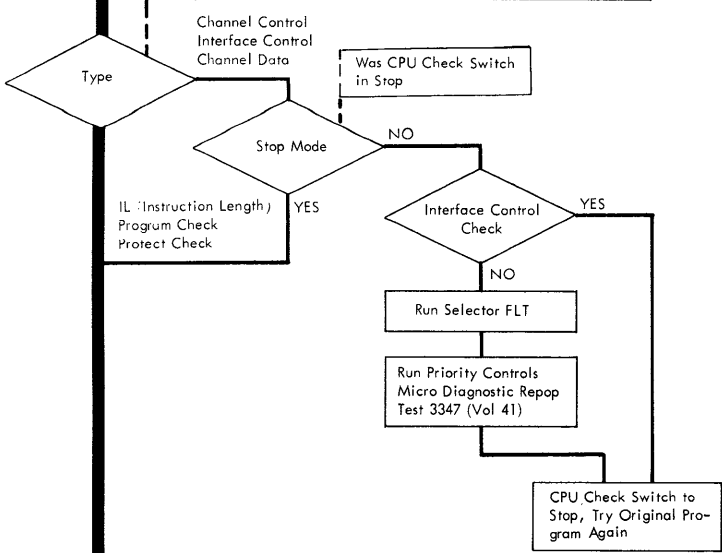 Channel Control
Interface Control
Channel Data
Type
Was CPU Check Switch
in Stop
Stop Mode
NO
IL (Instruction Length)
Program Check
Protect Check
YES
Interface Control
Check
YES
NO
Run Selector FLT
Run Priority Controls
Micro Diagnostic Repop
Test 3347 (Vol 41)
CPU Check Switch to
Stop, Try Original Pro-
gram Again